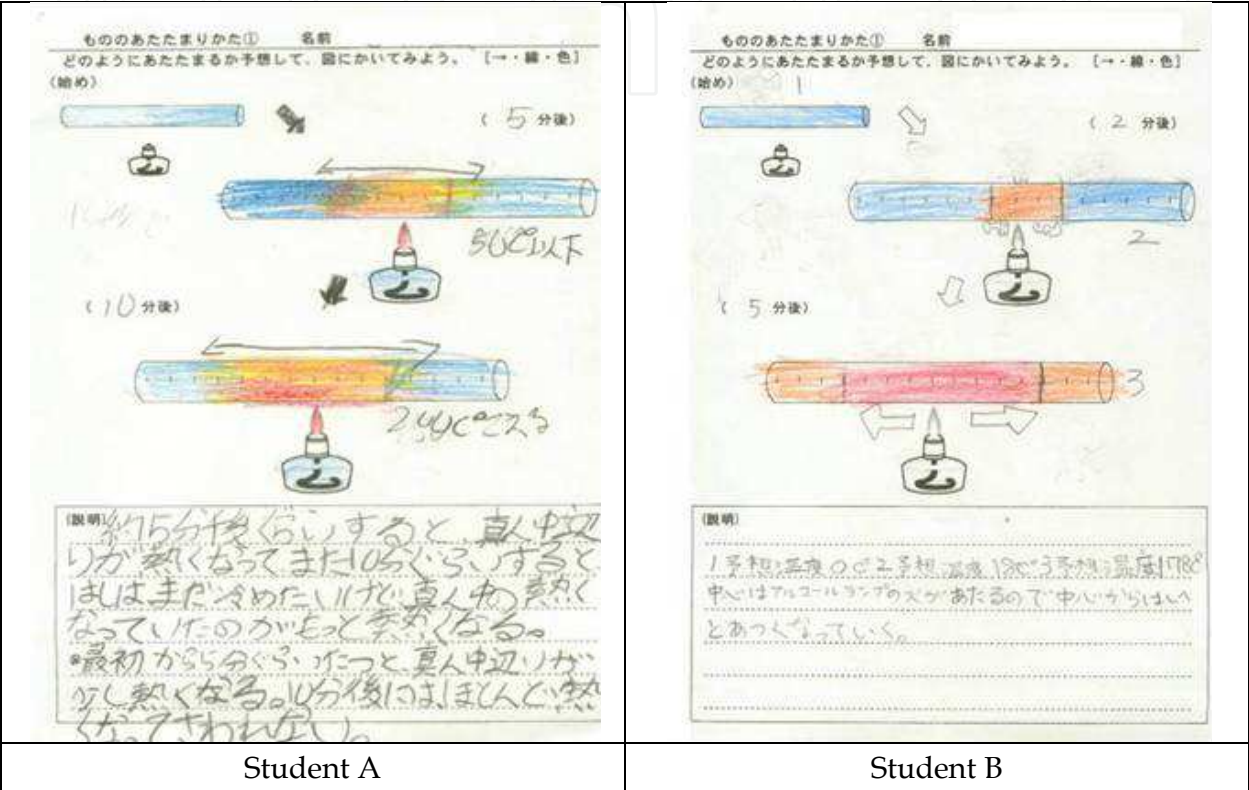 もののあたたまりかた① 名前
どのようにあたたまるか予想して、図にかいてみよう。 [→・線・色]
(始め)
( 5 分後)
50℃以下
( 10 分後)
(説明)
約5分後ぐらいすると、真ん中辺
りが熱くなってまた10分ぐらいすると
はしはまだ冷めたいけど、真ん中の熱く
なっていたのがもっと熱くなる。
・最初から5分ぐらいたつと、真ん中辺りが
少し熱くなる。10分後には、ほとんど熱
くなってさわれない。
Student A
もののあたたまりかた① 名前
どのようにあたたまるか予想して、図にかいてみよう。 [→・線・色]
(始め)
1
( 2 分後)
2
( 5 分後)
3
(説明)
1予想温度0℃2予想温度18℃3予想温度178℃
中心はアルコールランプの火があたるので中心からはしへ
とあつくなっていく。
Student B